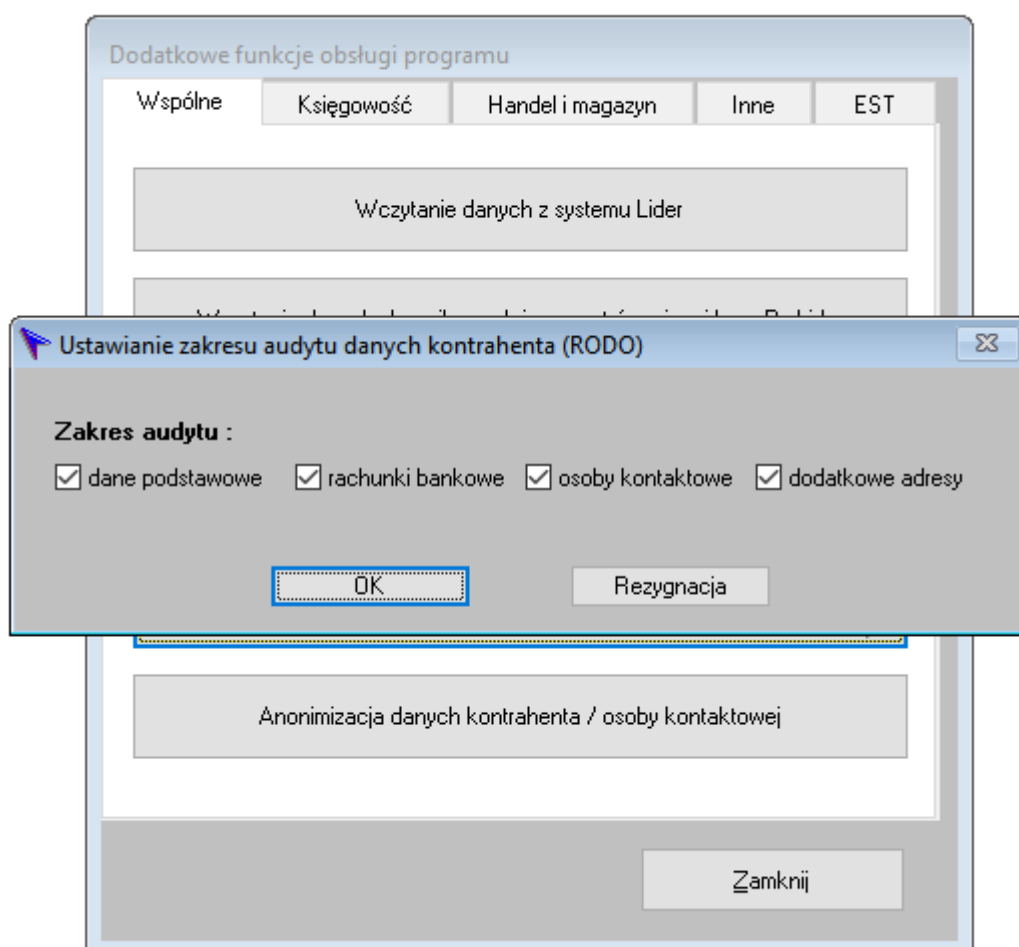 Dodatkowe funkcje obsługi programu
Wspólne Księgowość Handel i magazyn Inne EST
Wczytanie danych z systemu Lider
Ustawianie zakresu audytu danych kontrahenta (RODO)
Zakres audytu :
dane podstawowe rachunki bankowe osoby kontaktowe dodatkowe adresy
OK Rezygnacja
Anonimizacja danych kontrahenta / osoby kontaktowej
Zamknij